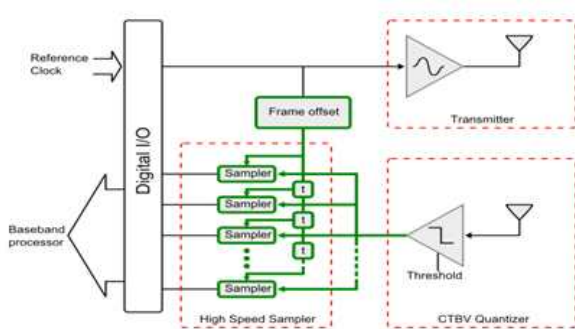 Reference
Clock
Digital I/O
Frame offset
Transmitter
Sampler
t
Sampler
t
Sampler
t
Sampler
Baseband
processor
Threshold
High Speed Sampler
CTBV Quantizer